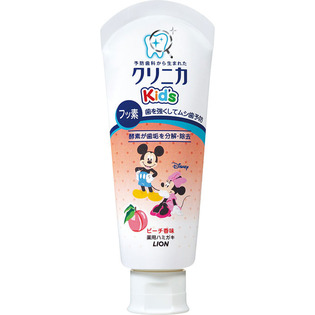 予防歯科から生まれた
クリニカ
Kid's
フッ素
歯を強くしてムシ歯予防
酵素が歯垢を分解・除去
Disney
ピーチ香味
薬用ハミガキ
LION